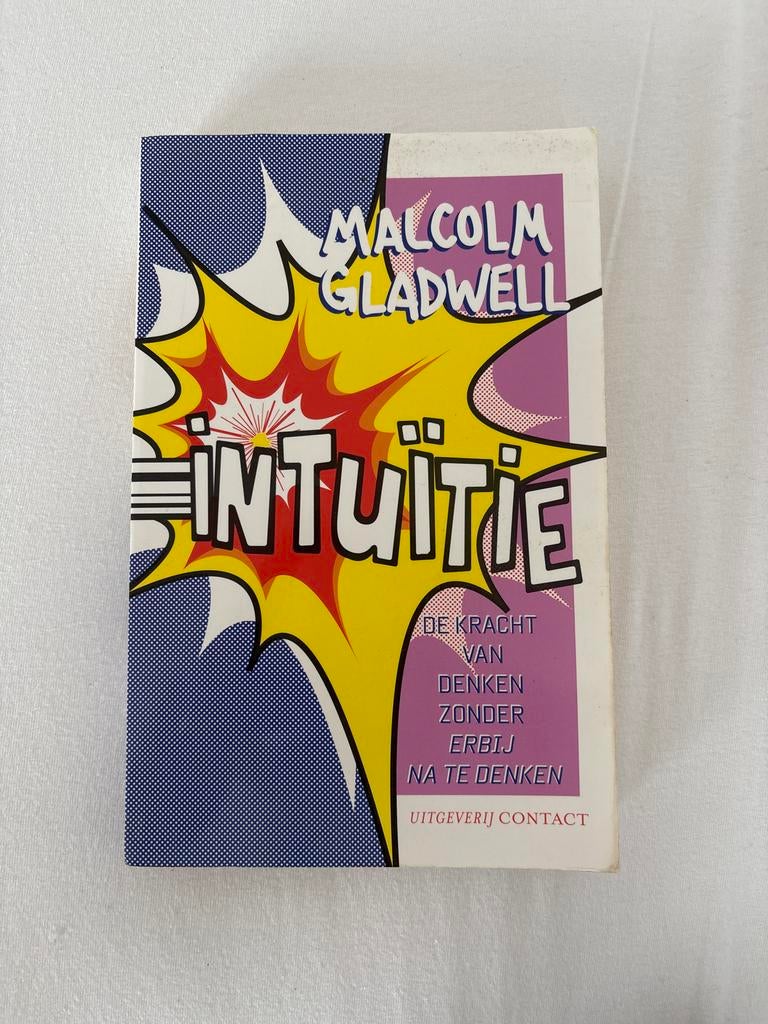 MALCOLM
GLADWELL
iNTUÏTiE
DE KRACHT
VAN
DENKEN
ZONDER
ERBIJ
NA TE DENKEN
UITGEVERIJ CONTACT